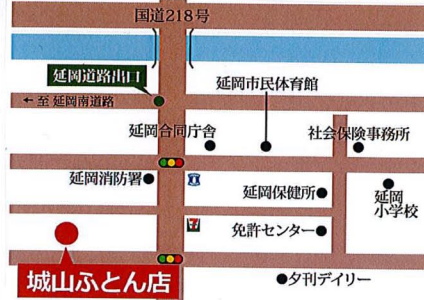 国道218号
延岡道路出口
← 至 延岡南道路
延岡市民体育館
延岡合同庁舎
社会保険事務所
延岡消防署
延岡保健所
延岡
小学校
7
免許センター
城山ふとん店
夕刊デイリー